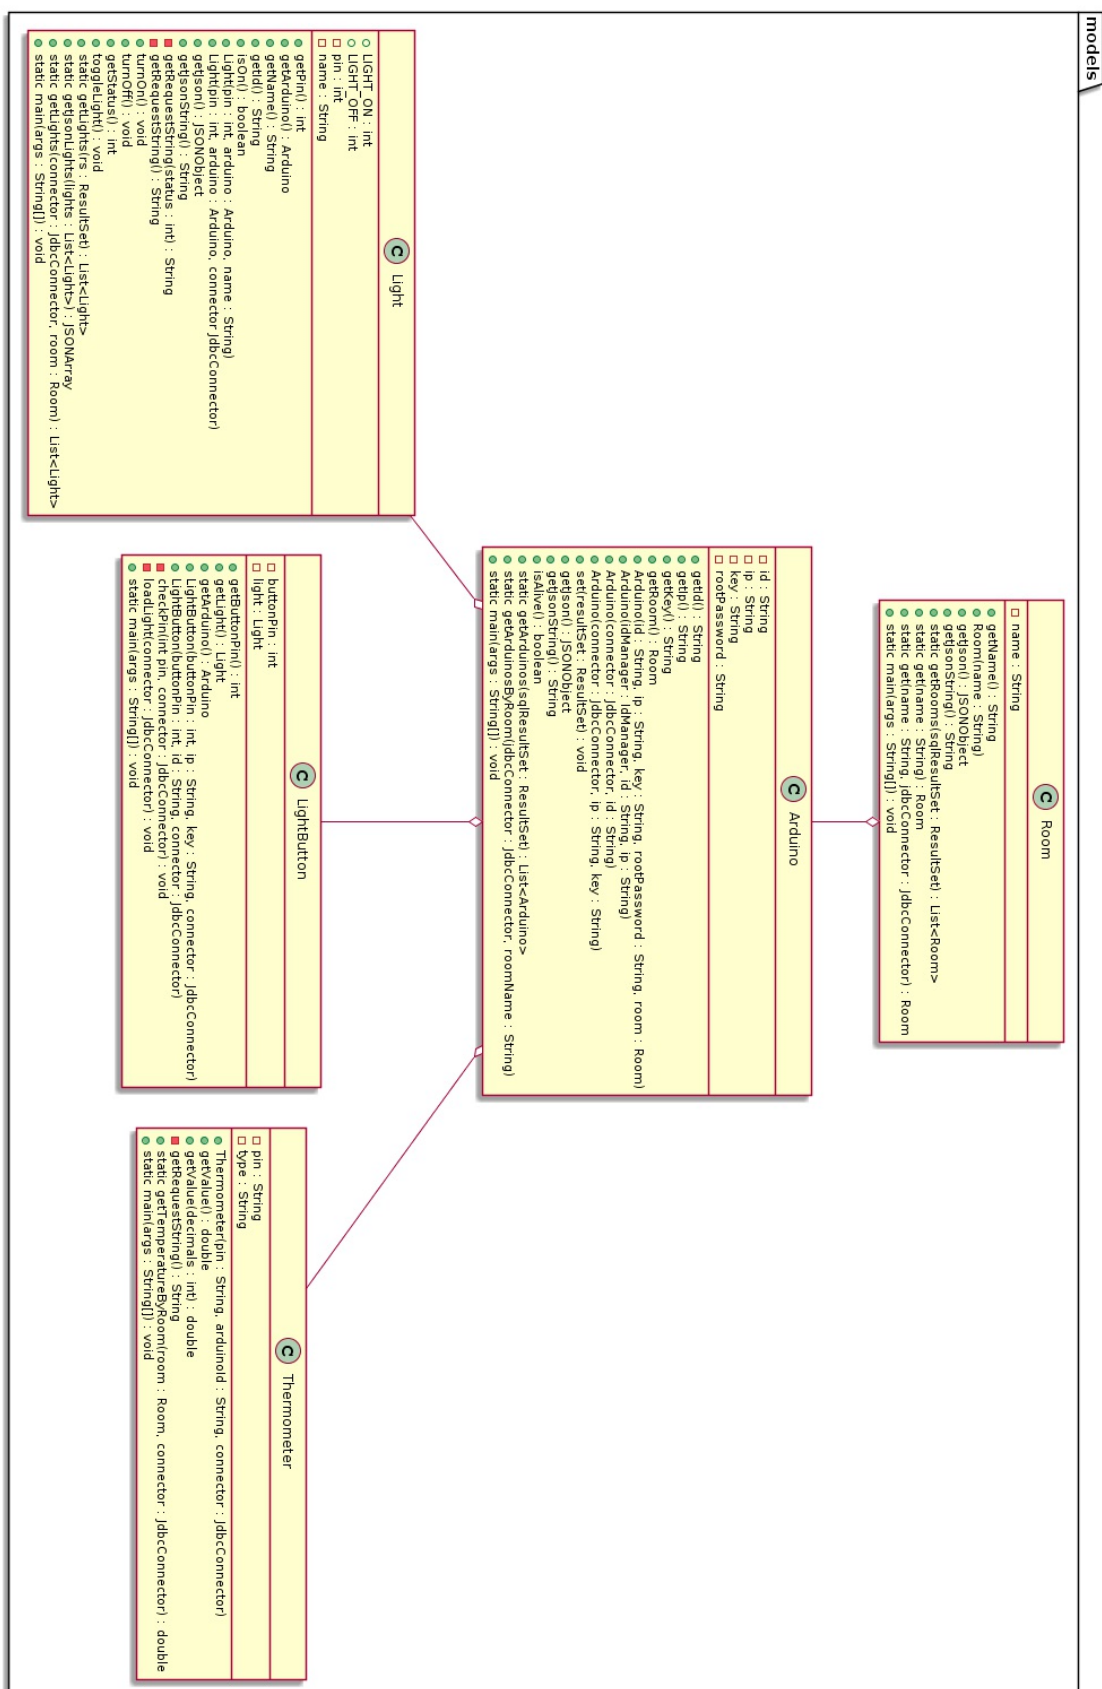 models
C Room
name : String
getName() : String
Room(name : String)
getJson() : JSONObject
getJsonString() : String
static getRooms(sqlResultSet : ResultSet) : List<Room>
static get(name : String) : Room
static get(name : String, jdbcConnector : JdbcConnector) : Room
static main(args : String[]) : void
C Arduino
id : String
ip : String
key : String
rootPassword : String
getId() : String
getIp() : String
getKey() : String
getRoom() : Room
Arduino(id : String, ip : String, key : String, rootPassword : String, room : Room)
Arduino(idManager : IdManager, id : String, ip : String)
Arduino(connector : JdbcConnector, id : String)
Arduino(connector : JdbcConnector, ip : String, key : String)
set(resultSet : ResultSet) : void
getJson() : JSONObject
getJsonString() : String
isAlive() : boolean
static getArduinos(sqlResultSet : ResultSet) : List<Arduino>
static getArduinosByRoom(jdbcConnector : JdbcConnector, roomName : String)
static main(args : String[]) : void
C Light
LIGHT_ON : int
LIGHT_OFF : int
pin : int
name : String
getPin() : int
getArduino() : Arduino
getName() : String
getId() : String
isOn() : boolean
Light(pin : int, arduino : Arduino, name : String)
Light(pin : int, arduino : Arduino, connector JdbcConnector)
getJson() : JSONObject
getJsonString() : String
getRequestString(status : int) : String
getRequestString() : String
turnOn() : void
turnOff() : void
getStatus() : int
toggleLight() : void
static getLights(rs : ResultSet) : List<Light>
static getJsonLights(lights : List<Light>) : JSONArray
static getLights(connector : JdbcConnector, room : Room) : List<Light>
static main(args : String[]) : void
C LightButton
buttonPin : int
light : Light
getButtonPin() : int
getLight() : Light
getArduino() : Arduino
LightButton(buttonPin : int, ip : String, key : String, connector : JdbcConnector)
LightButton(buttonPin : int, id : String, connector : JdbcConnector)
checkPin(int pin, connector : JdbcConnector) : void
loadLight(connector : JdbcConnector) : void
static main(args : String[]) : void
C Thermometer
pin : String
type : String
Thermometer(pin : String, arduinoId : String, connector : JdbcConnector)
getValue() : double
getValue(decimals : int) : double
getRequestString() : String
static getTemperatureByRoom(room : Room, connector : JdbcConnector) : double
static main(args : String[]) : void